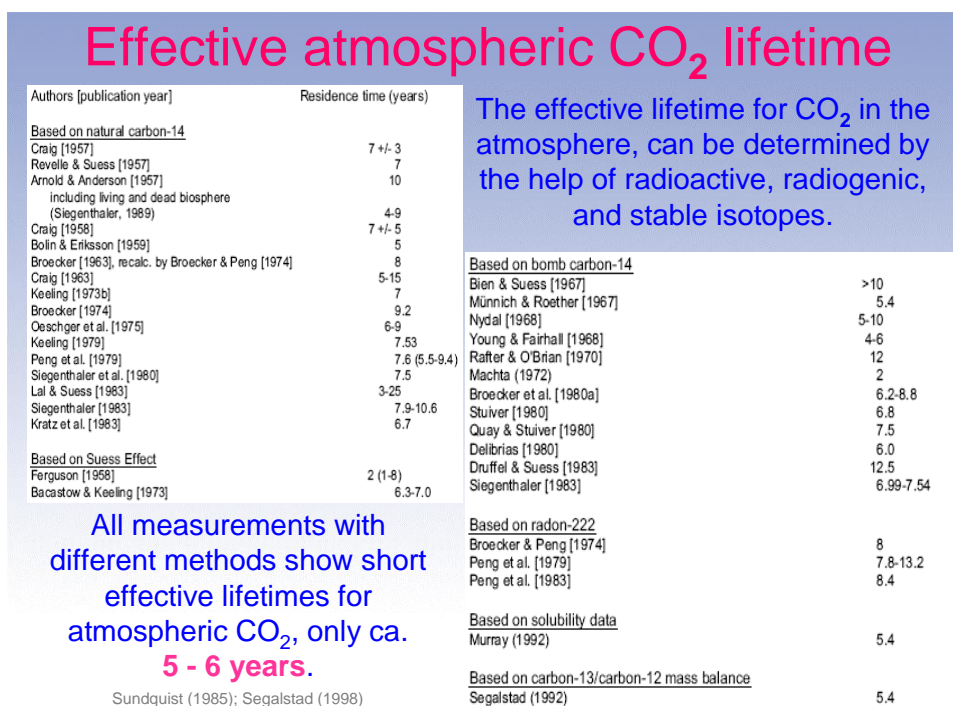 Effective atmospheric CO₂ lifetime
Authors [publication year] Residence time (years)
Based on natural carbon-14
Craig [1957] 7 +/- 3
Revelle & Suess [1957] 7
Arnold & Anderson [1957] 10
including living and dead biosphere
(Siegenthaler, 1989) 4-9
Craig [1958] 7 +/- 5
Bolin & Eriksson [1959] 5
Broecker [1963], recalc. by Broecker & Peng [1974] 8
Craig [1963] 5-15
Keeling [1973b] 7
Broecker [1974] 9.2
Oeschger et al. [1975] 6-9
Keeling [1979] 7.53
Peng et al. [1979] 7.6 (5.5-9.4)
Siegenthaler et al. [1980] 7.5
Lal & Suess [1983] 3-25
Siegenthaler [1983] 7.9-10.6
Kratz et al. [1983] 6.7
Based on Suess Effect
Ferguson [1958] 2 (1-8)
Bacastow & Keeling [1973] 6.3-7.0
All measurements with
different methods show short
effective lifetimes for
atmospheric CO₂, only ca.
5 - 6 years.
Sundquist (1985); Segalstad (1998)
The effective lifetime for CO₂ in the
atmosphere, can be determined by
the help of radioactive, radiogenic,
and stable isotopes.
Based on bomb carbon-14
Bien & Suess [1967] >10
Münnich & Roether [1967] 5.4
Nydal [1968] 5-10
Young & Fairhall [1968] 4-6
Rafter & O'Brian [1970] 12
Machta (1972) 2
Broecker et al. [1980a] 6.2-8.8
Stuiver [1980] 6.8
Quay & Stuiver [1980] 7.5
Delibrias [1980] 6.0
Druffel & Suess [1983] 12.5
Siegenthaler [1983] 6.99-7.54
Based on radon-222
Broecker & Peng [1974] 8
Peng et al. [1979] 7.8-13.2
Peng et al. [1983] 8.4
Based on solubility data
Murray (1992) 5.4
Based on carbon-13/carbon-12 mass balance
Segalstad (1992) 5.4